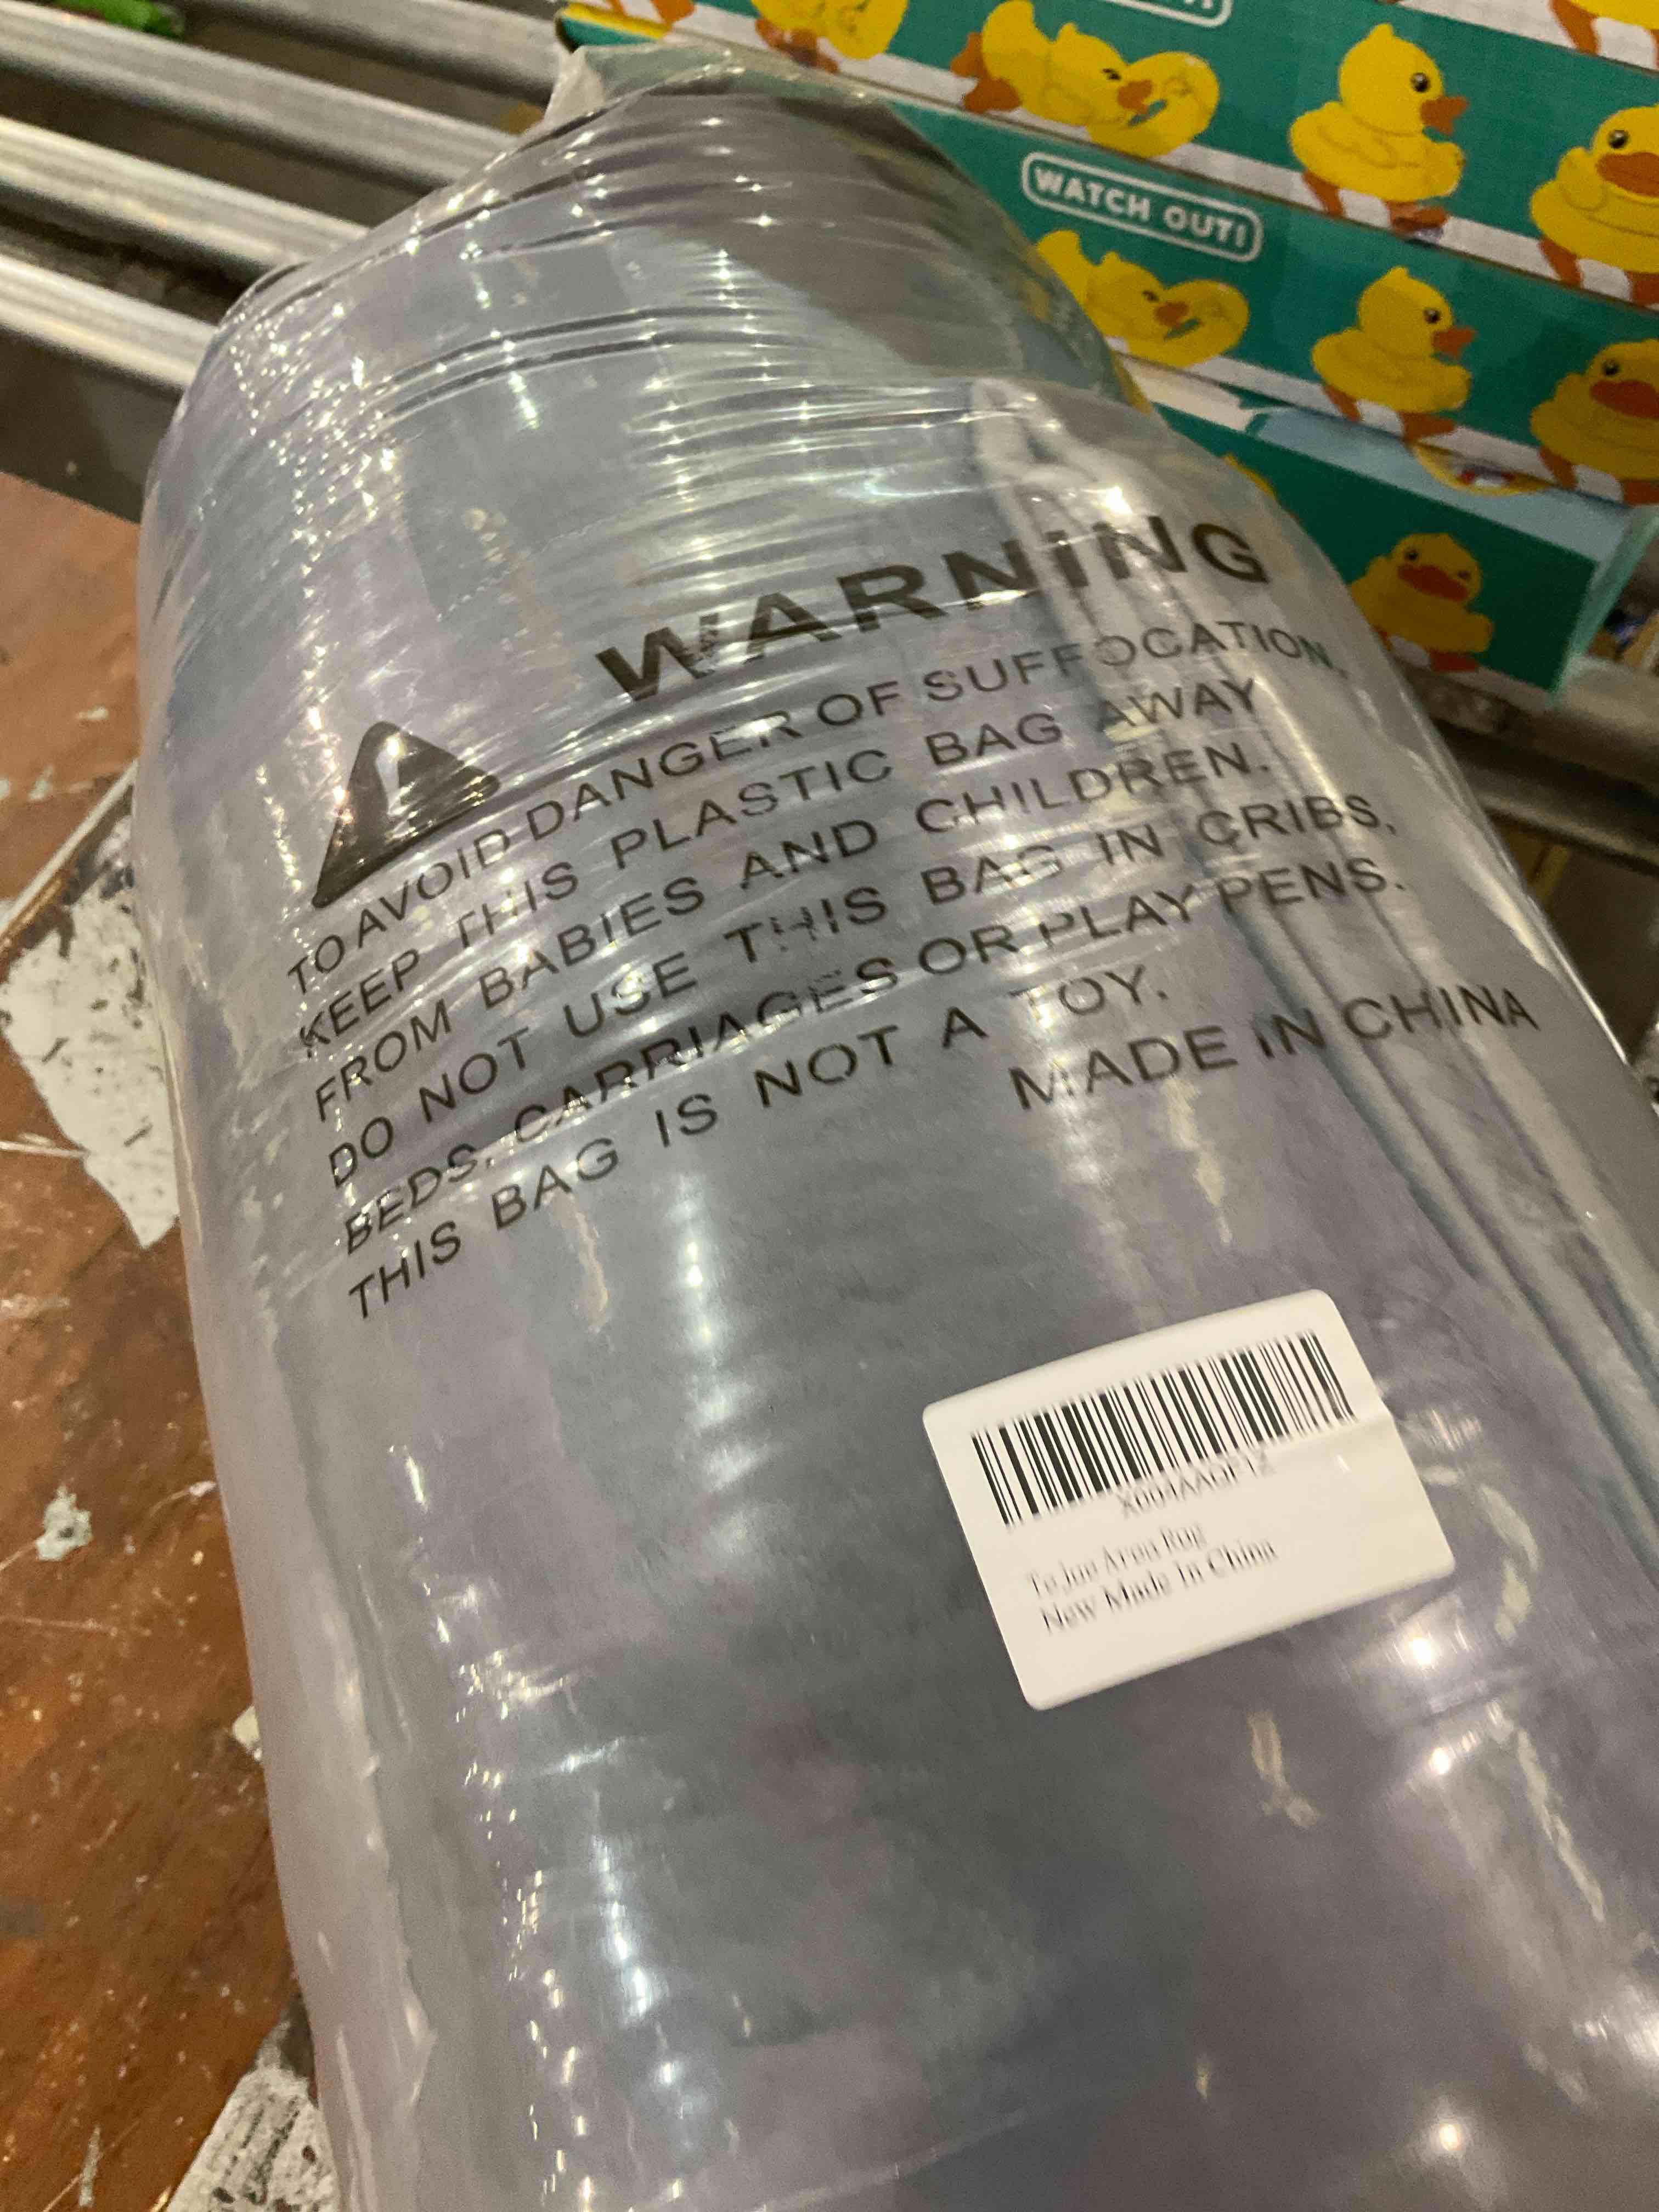 WATCH OUT!
WARNING
TO AVOID DANGER OF SUFFOCATION,
KEEP THIS PLASTIC BAG AWAY
FROM BABIES AND CHILDREN.
DO NOT USE THIS BAG IN CRIBS,
BEDS, CARRIAGES OR PLAY PENS.
THIS BAG IS NOT A TOY.
MADE IN CHINA
Area Rug
New Made In China